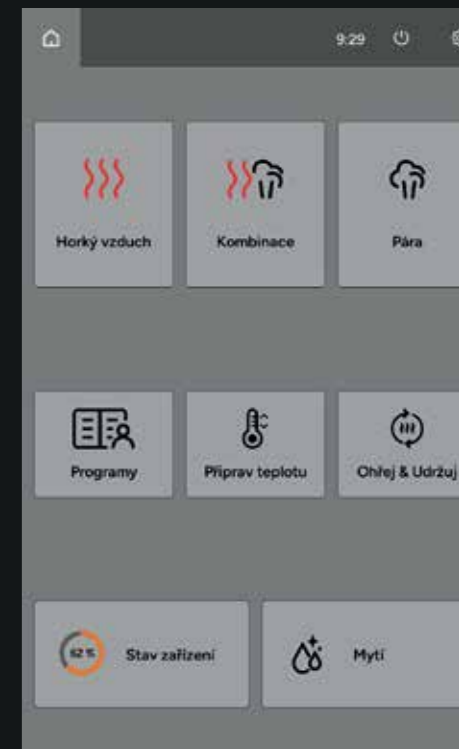 9:29
Horký vzduch
Kombinace
Pára
Programy
Připrav teplotu
Ohřej & Udržuj
62 %
Stav zařízení
Mytí